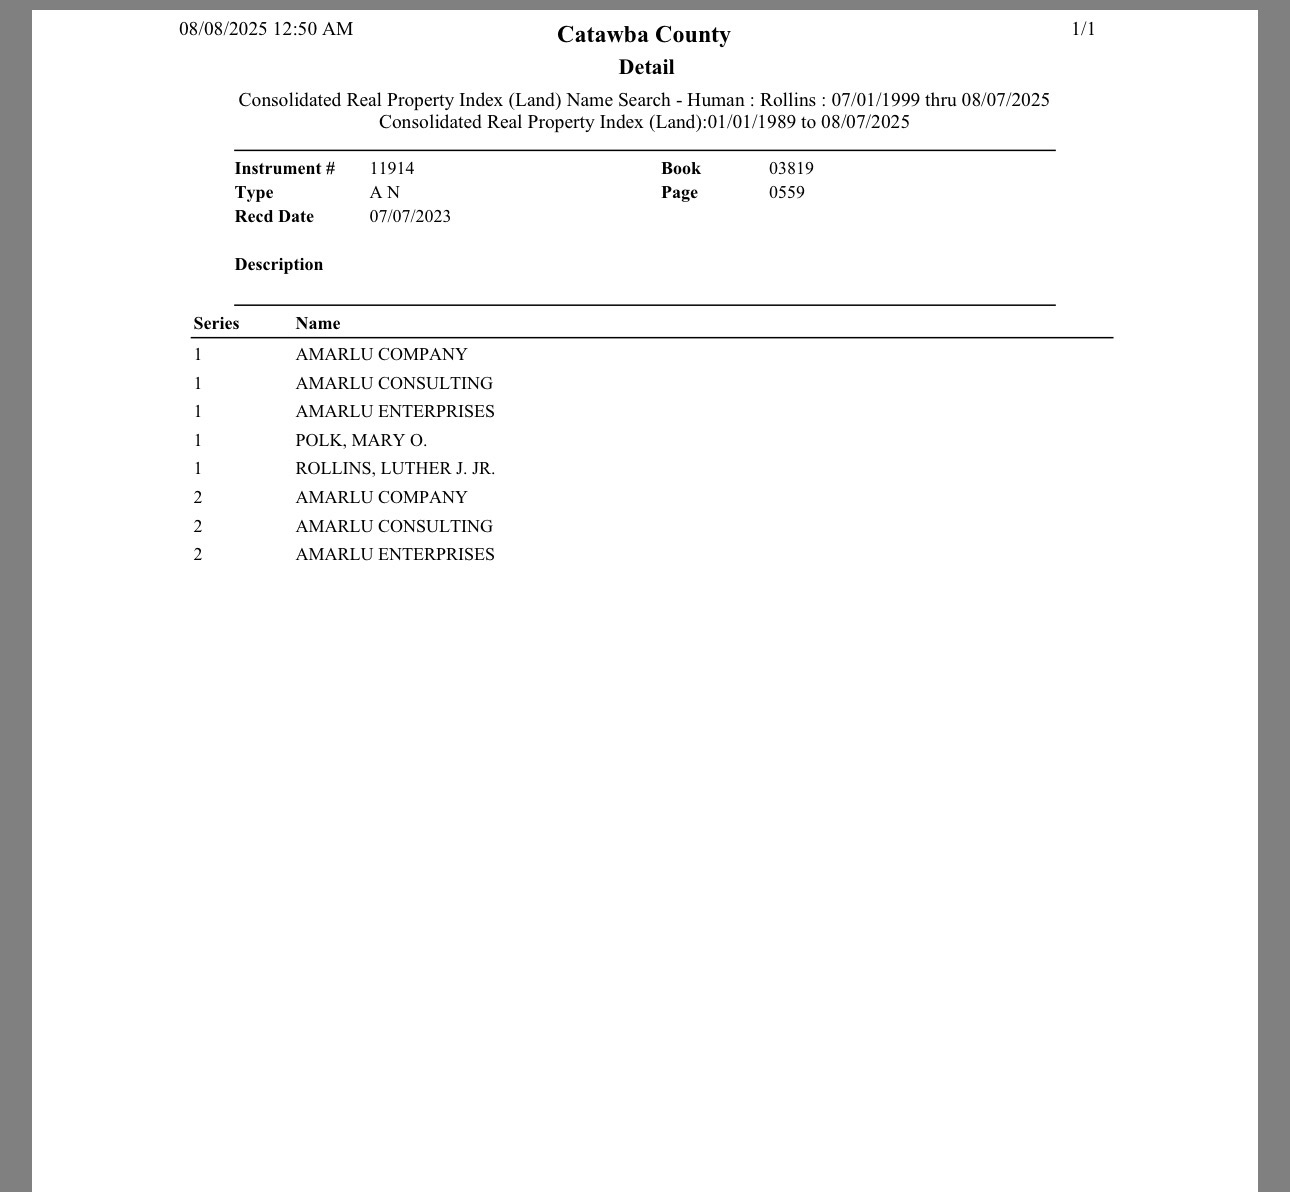 08/08/2025 12:50 AM Catawba County 1/1
Detail
Consolidated Real Property Index (Land) Name Search - Human : Rollins : 07/01/1999 thru 08/07/2025
Consolidated Real Property Index (Land):01/01/1989 to 08/07/2025
Instrument # 11914 Book 03819
Type A N Page 0559
Recd Date 07/07/2023
Description
Series Name
1 AMARLU COMPANY
1 AMARLU CONSULTING
1 AMARLU ENTERPRISES
1 POLK, MARY O.
1 ROLLINS, LUTHER J. JR.
2 AMARLU COMPANY
2 AMARLU CONSULTING
2 AMARLU ENTERPRISES